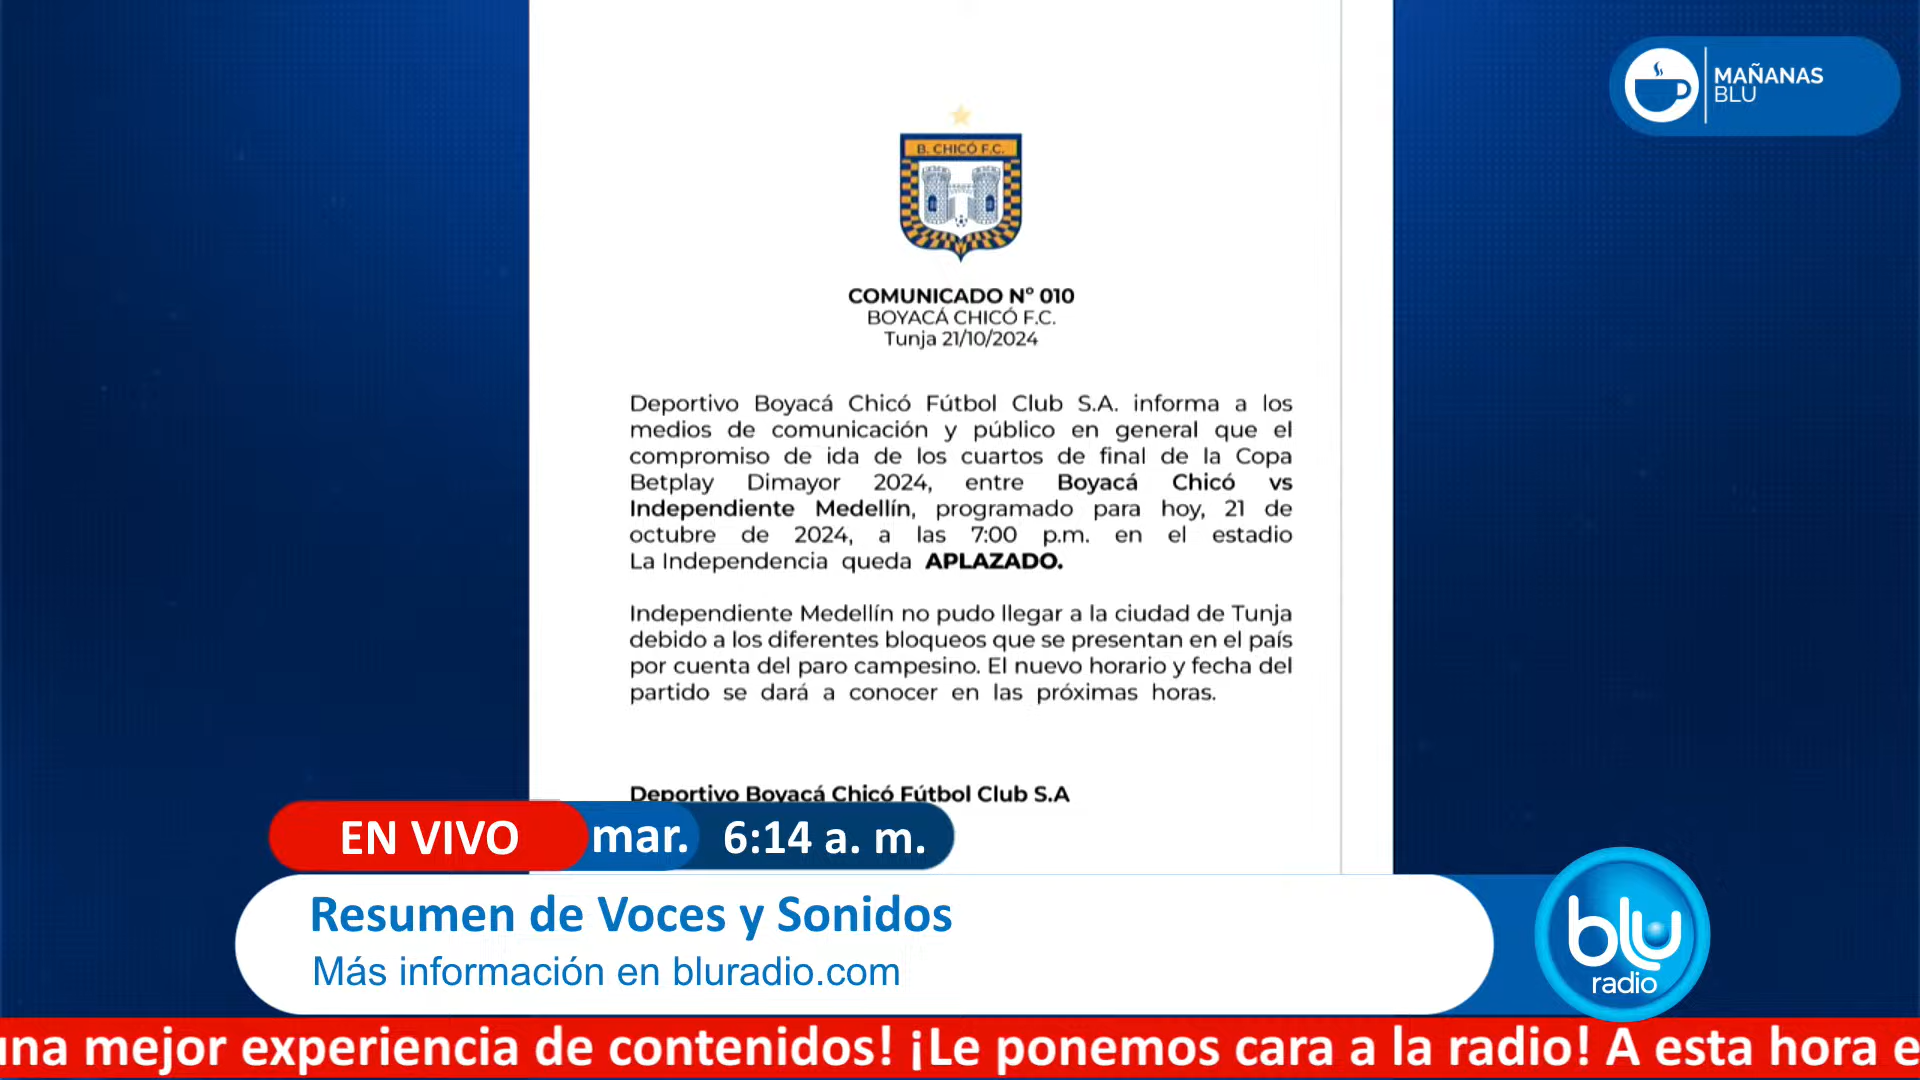 MAÑANAS
BLU
B. CHICÓ F.C.
COMUNICADO Nº 010
BOYACÁ CHICÓ F.C.
Tunja 21/10/2024
Deportivo Boyacá Chicó Fútbol Club S.A. informa a los
medios de comunicación y público en general que el
compromiso de ida de los cuartos de final de la Copa
Betplay Dimayor 2024, entre Boyacá Chicó vs
Independiente Medellín, programado para hoy, 21 de
octubre de 2024, a las 7:00 p.m. en el estadio
La Independencia queda APLAZADO.
Independiente Medellín no pudo llegar a la ciudad de Tunja
debido a los diferentes bloqueos que se presentan en el país
por cuenta del paro campesino. El nuevo horario y fecha del
partido se dará a conocer en las próximas horas.
Deportivo Boyacá Chicó Fútbol Club S.A
EN VIVO mar. 6:14 a. m.
Resumen de Voces y Sonidos
Más información en bluradio.com
blu
radio
una mejor experiencia de contenidos! ¡Le ponemos cara a la radio! A esta hora e